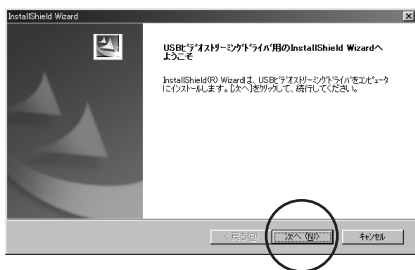 InstallShield Wizard
USBﾋﾞﾃﾞｵｽﾄﾘｰﾐﾝｸﾞﾄﾞﾗｲﾊﾞ用のInstallShield Wizardへ
ようこそ
InstallShield(R) Wizardは、USBﾋﾞﾃﾞｵｽﾄﾘｰﾐﾝｸﾞﾄﾞﾗｲﾊﾞをｺﾝﾋﾟｭｰﾀ
にｲﾝｽﾄｰﾙします。[次へ]をｸﾘｯｸして、続行してください。
< 戻る(B)
次へ (N)>
ｷｬﾝｾﾙ